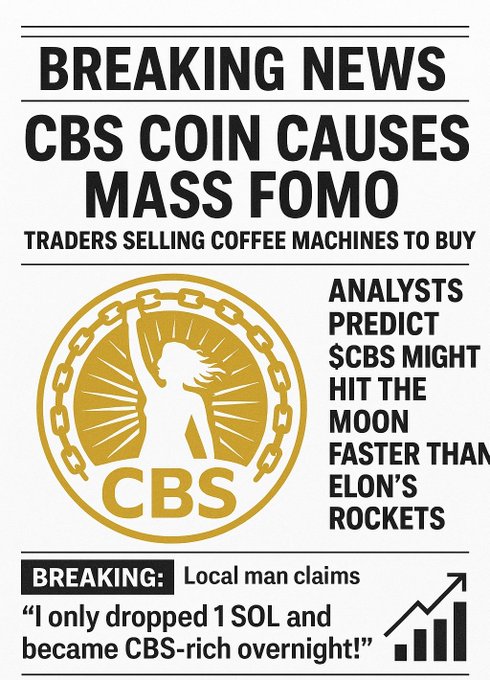 BREAKING NEWS
CBS COIN CAUSES
MASS FOMO
TRADERS SELLING COFFEE MACHINES TO BUY
CBS
ANALYSTS
PREDICT
$CBS MIGHT
HIT THE
MOON
FASTER THAN
ELON'S
ROCKETS
BREAKING: Local man claims
“I only dropped 1 SOL and
became CBS-rich overnight!”